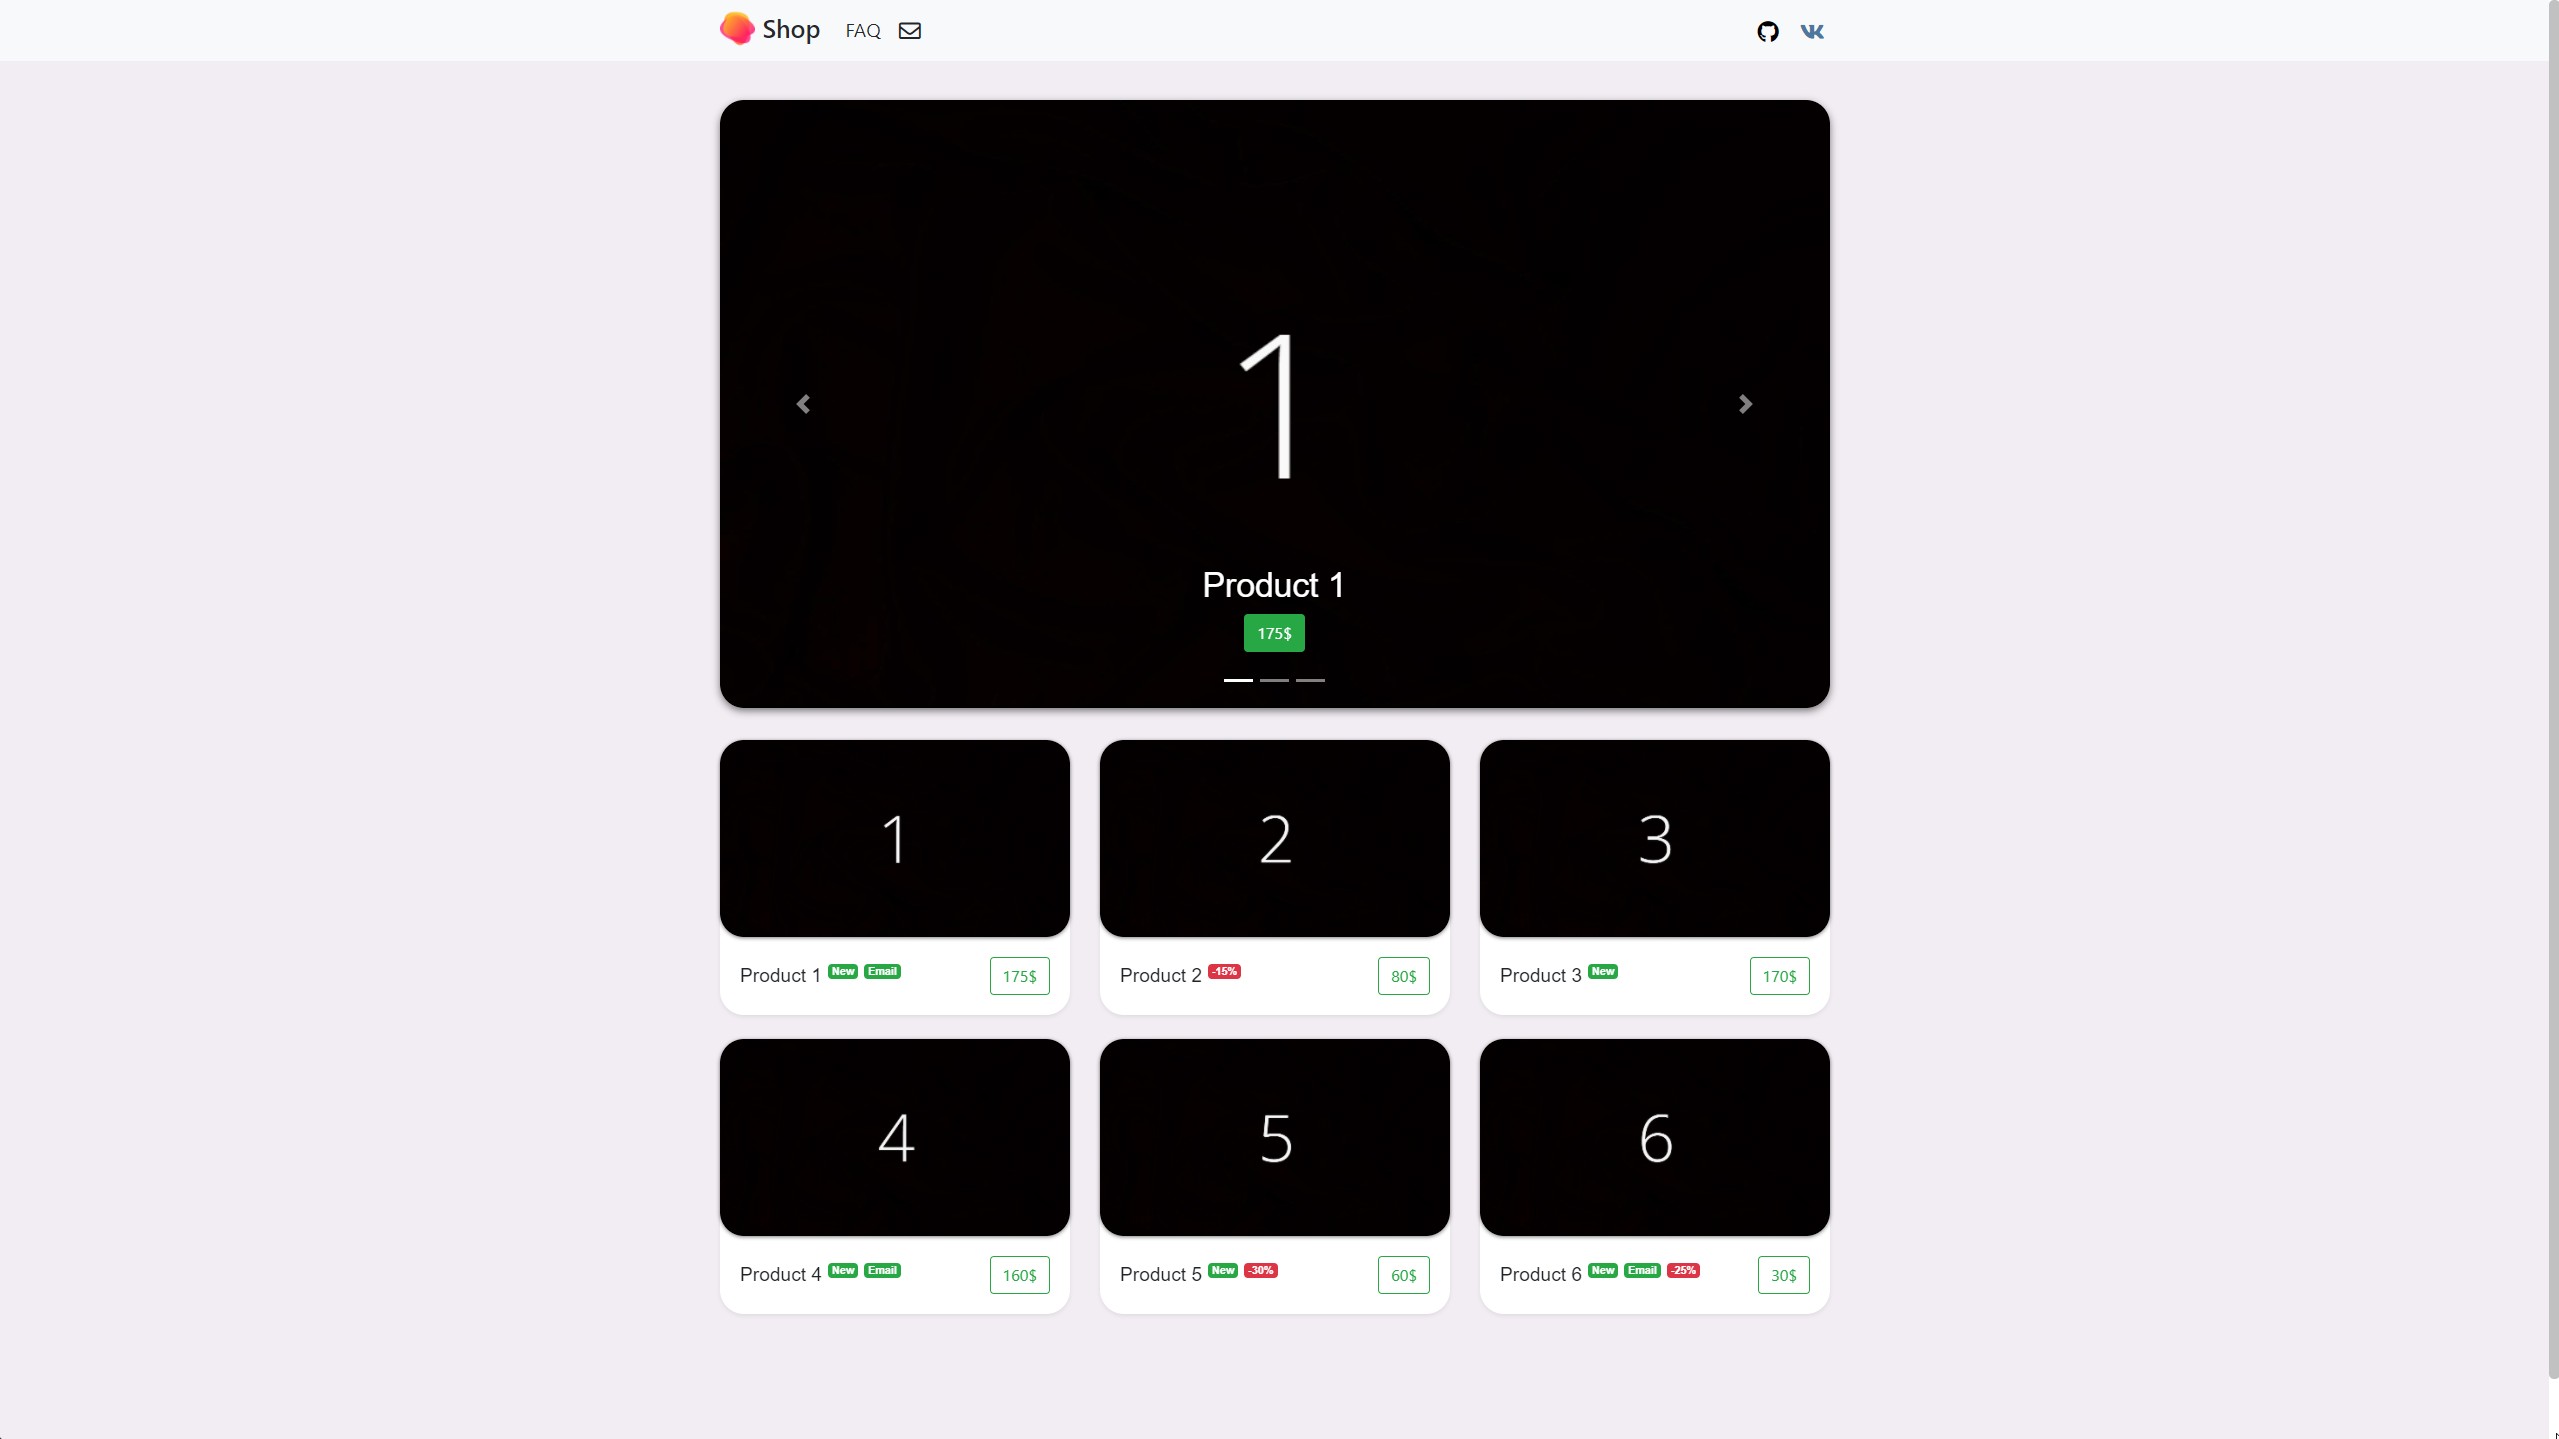 Shop FAQ
1
Product 1
175$
1 2 3
Product 1 New Email 175$ Product 2 -15% 80$ Product 3 New 170$
4 5 6
Product 4 New Email 160$ Product 5 New -30% 60$ Product 6 New Email -25% 30$